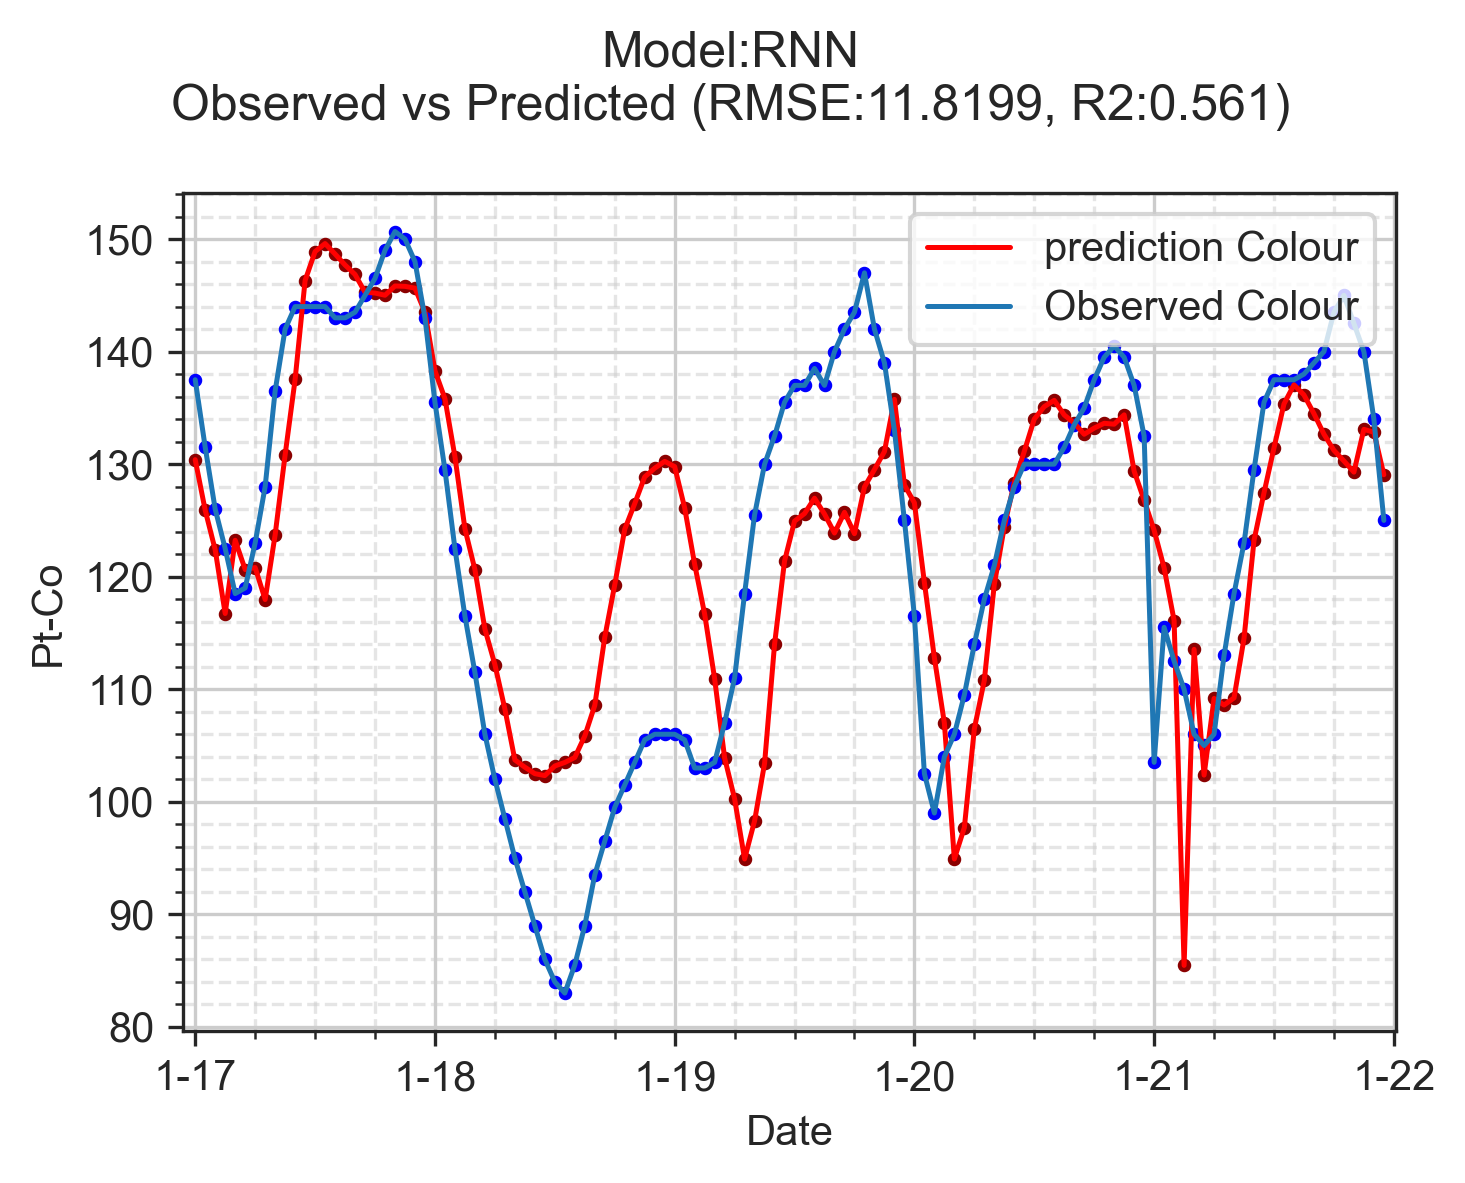 Model:RNN
Observed vs Predicted (RMSE:11.8199, R2:0.561)
prediction Colour
Observed Colour
150
140
130
120
110
100
90
80
Pt-Co
1-17
1-18
1-19
1-20
1-21
1-22
Date